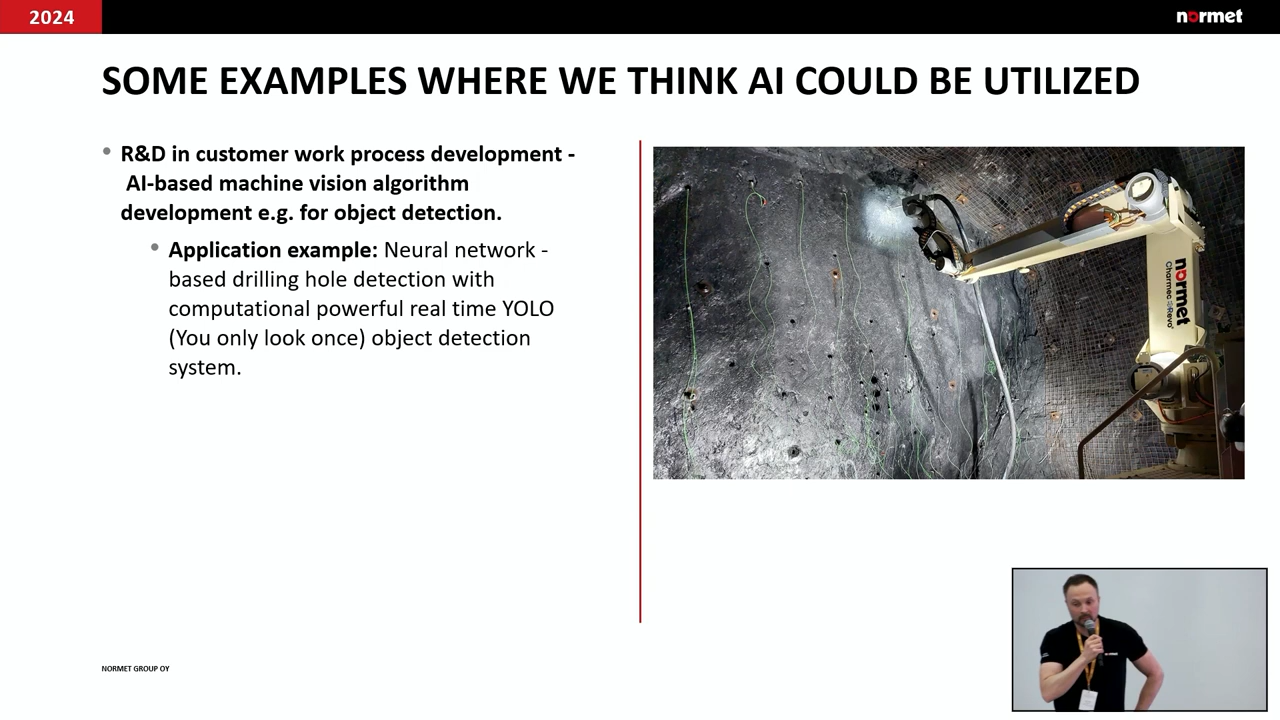 2024
normet
SOME EXAMPLES WHERE WE THINK AI COULD BE UTILIZED
• R&D in customer work process development -
AI-based machine vision algorithm
development e.g. for object detection.
• Application example: Neural network -
based drilling hole detection with
computational powerful real time YOLO
(You only look once) object detection
system.
normet
Charmec
NORMET GROUP OY